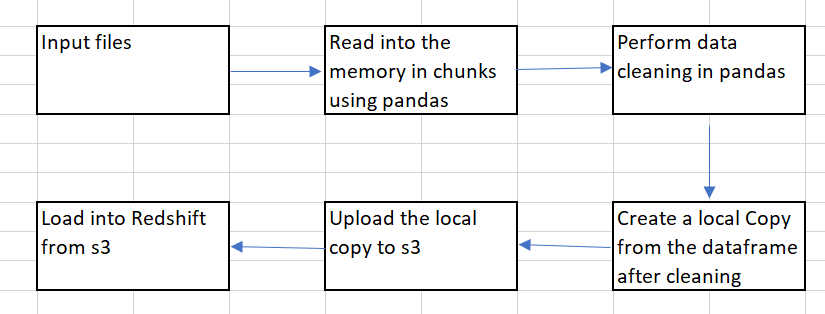 Input files
Read into the
memory in chunks
using pandas
Perform data
cleaning in pandas
Create a local Copy
from the dataframe
after cleaning
Upload the local
copy to s3
Load into Redshift
from s3